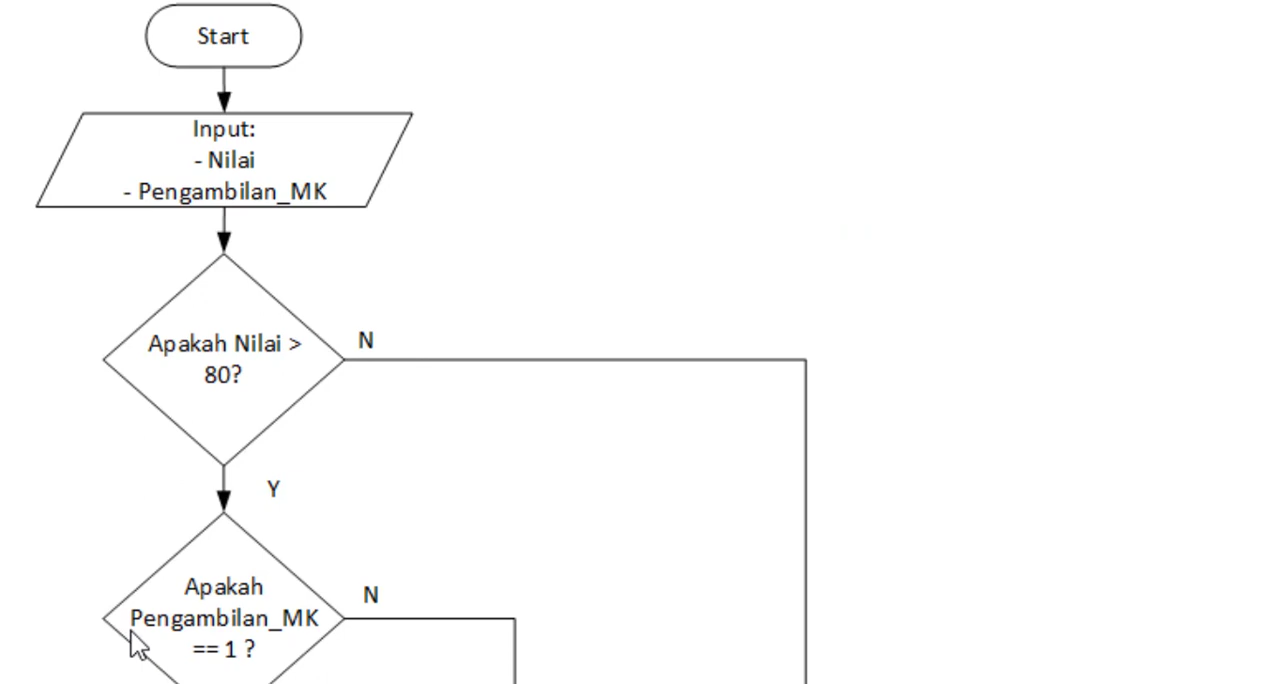 Start
Input:
- Nilai
- Pengambilan_MK
Apakah Nilai >
80?
N
Y
Apakah
Pengambilan_MK
== 1 ?
N